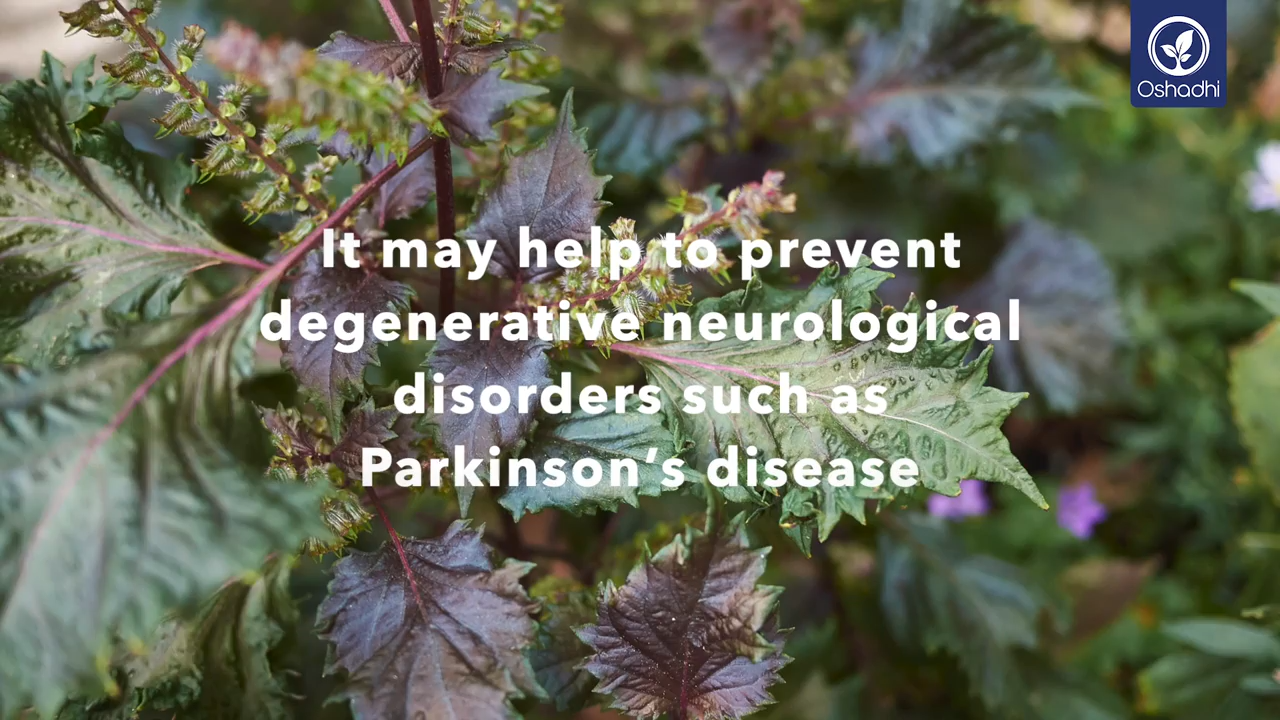 Oshadhi
It may help to prevent
degenerative neurological
disorders such as
Parkinson's disease